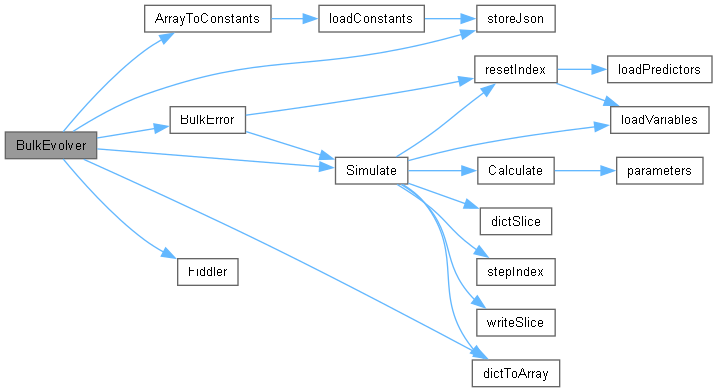 ArrayToConstants
loadConstants
storeJson
resetIndex
loadPredictors
BulkError
loadVariables
BulkEvolver
Simulate
Calculate
parameters
dictSlice
Fiddler
stepIndex
writeSlice
dictToArray